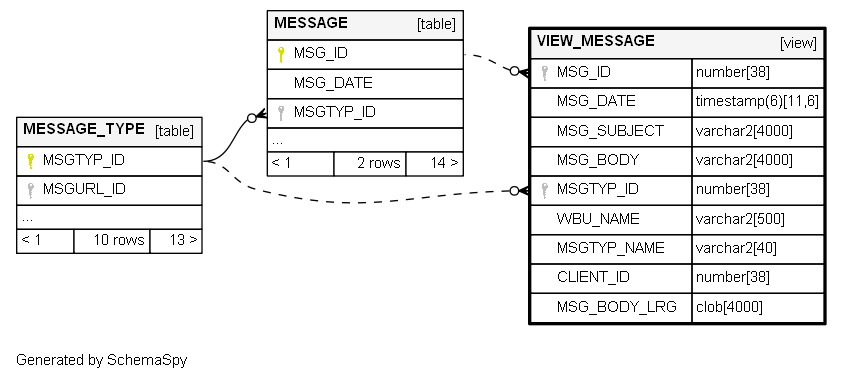 MESSAGE [table]
MSG_ID
MSG_DATE
MSGTYP_ID
...
< 1 2 rows 14 >
MESSAGE_TYPE [table]
MSGTYP_ID
MSGURL_ID
...
< 1 10 rows 13 >
VIEW_MESSAGE [view]
MSG_ID number[38]
MSG_DATE timestamp(6)[11,6]
MSG_SUBJECT varchar2[4000]
MSG_BODY varchar2[4000]
MSGTYP_ID number[38]
WBU_NAME varchar2[500]
MSGTYP_NAME varchar2[40]
CLIENT_ID number[38]
MSG_BODY_LRG clob[4000]
Generated by SchemaSpy